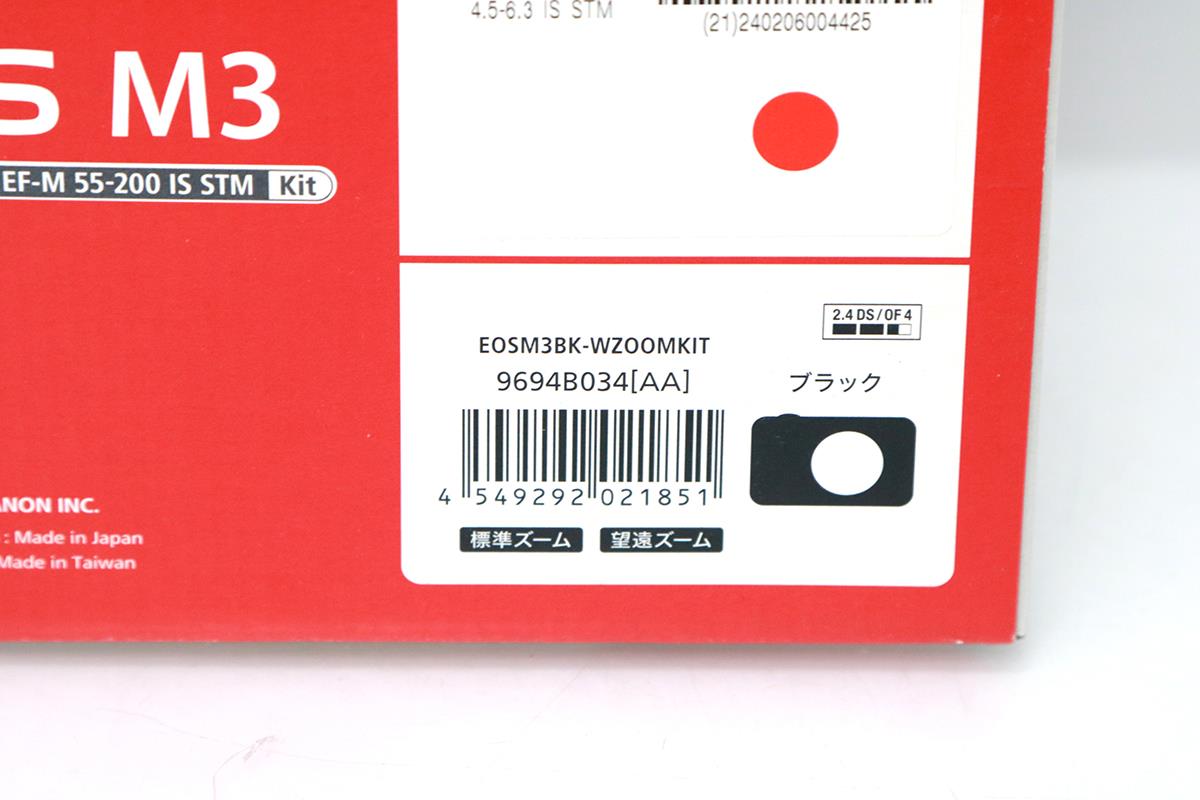 4.5-6.3 IS STM
(21)240206004425
S M3
EF-M 55-200 IS STM Kit
2.4 DS/OF 4
EOSM3BK-WZOOMKIT
9694B034[AA]
ブラック
4 549292 021851
標準ズーム 望遠ズーム
ANON INC.
: Made in Japan
Made in Taiwan